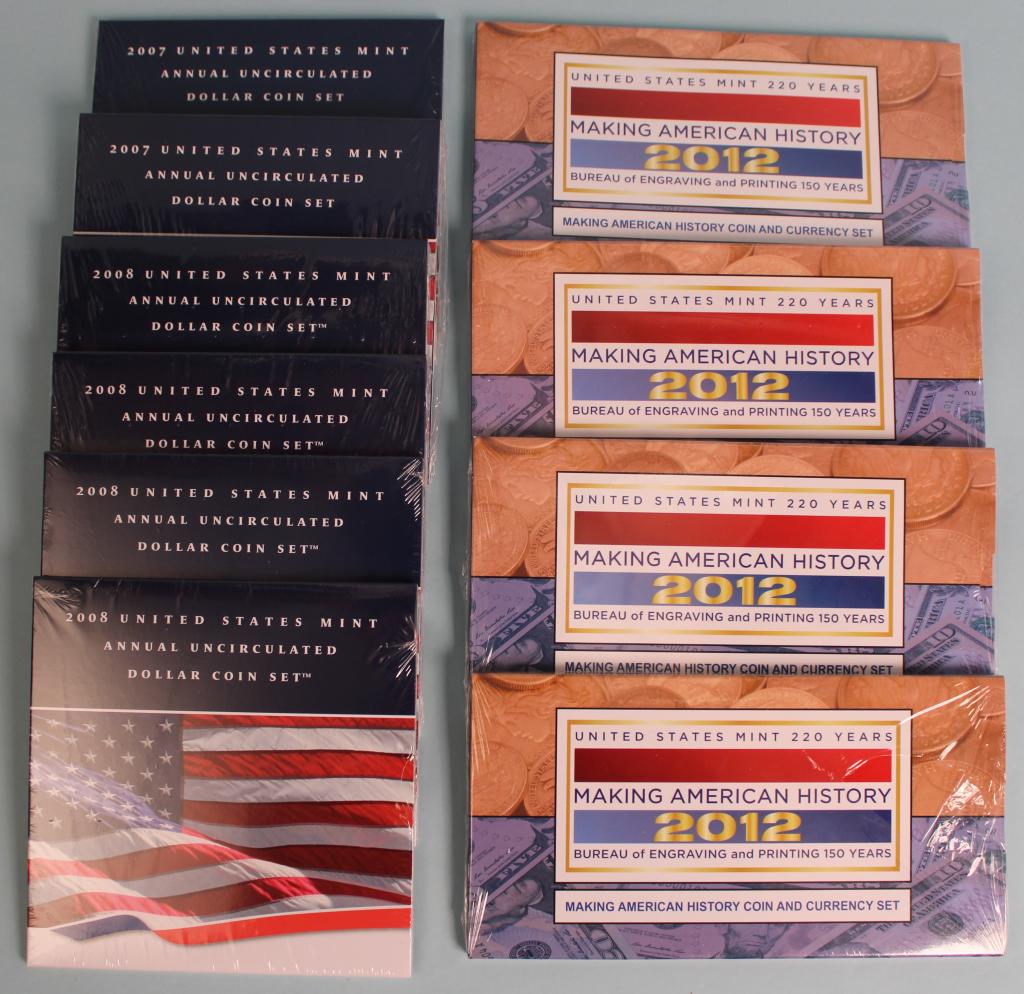 2007 UNITED STATES MINT
ANNUAL UNCIRCULATED
DOLLAR COIN SET
2007 UNITED STATES MINT
ANNUAL UNCIRCULATED
DOLLAR COIN SET
2008 UNITED STATES MINT
ANNUAL UNCIRCULATED
DOLLAR COIN SET™
2008 UNITED STATES MINT
ANNUAL UNCIRCULATED
DOLLAR COIN SET™
2008 UNITED STATES MINT
ANNUAL UNCIRCULATED
DOLLAR COIN SET™
2008 UNITED STATES MINT
ANNUAL UNCIRCULATED
DOLLAR COIN SET™
UNITED STATES MINT 220 YEARS
MAKING AMERICAN HISTORY
2012
BUREAU of ENGRAVING and PRINTING 150 YEARS
MAKING AMERICAN HISTORY COIN AND CURRENCY SET
UNITED STATES MINT 220 YEARS
MAKING AMERICAN HISTORY
2012
BUREAU of ENGRAVING and PRINTING 150 YEARS
UNITED STATES MINT 220 YEARS
MAKING AMERICAN HISTORY
2012
BUREAU of ENGRAVING and PRINTING 150 YEARS
MAKING AMERICAN HISTORY COIN AND CURRENCY SET
UNITED STATES MINT 220 YEARS
MAKING AMERICAN HISTORY
2012
BUREAU of ENGRAVING and PRINTING 150 YEARS
MAKING AMERICAN HISTORY COIN AND CURRENCY SET